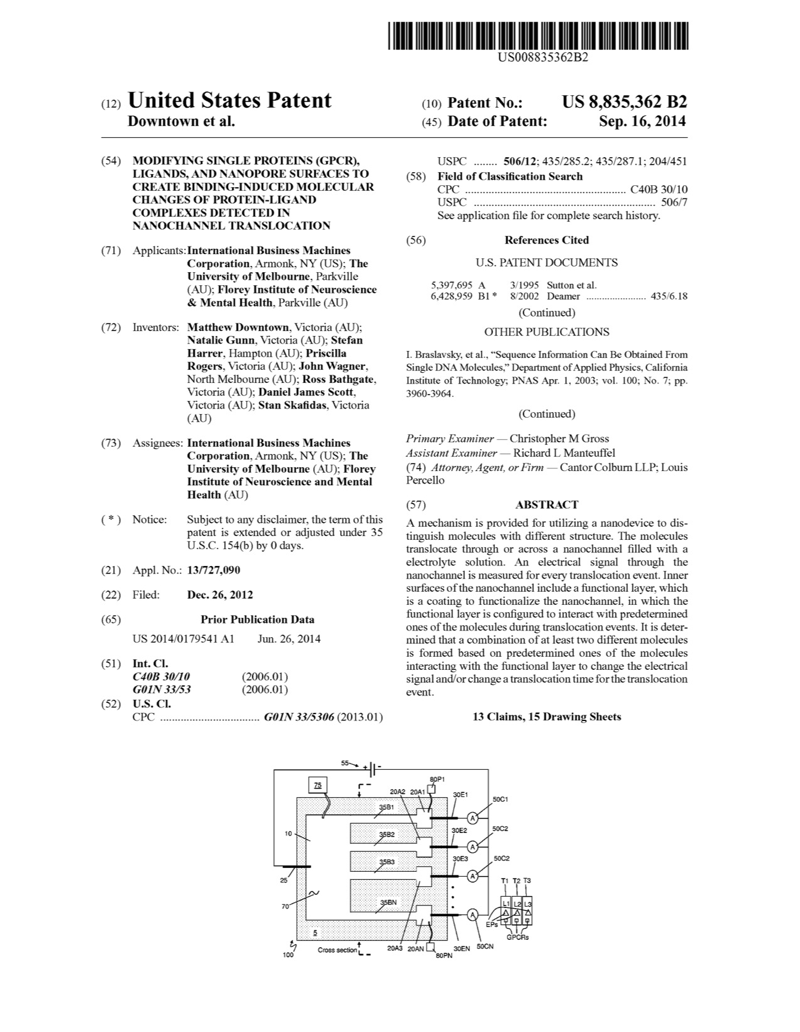 US008835362B2
(12) United States Patent
Downtown et al.
(10) Patent No.: US 8,835,362 B2
(45) Date of Patent: Sep. 16, 2014
(54) MODIFYING SINGLE PROTEINS (GPCR),
LIGANDS, AND NANOPORE SURFACES TO
CREATE BINDING-INDUCED MOLECULAR
CHANGES OF PROTEIN-LIGAND
COMPLEXES DETECTED IN
NANOCHANNEL TRANSLOCATION
(71) Applicants: International Business Machines
Corporation, Armonk, NY (US); The
University of Melbourne, Parkville
(AU); Florey Institute of Neuroscience
& Mental Health, Parkville (AU)
(72) Inventors: Matthew Downtown, Victoria (AU);
Natalie Gunn, Victoria (AU); Stefan
Harrer, Hampton (AU); Priscilla
Rogers, Victoria (AU); John Wagner,
North Melbourne (AU); Ross Bathgate,
Victoria (AU); Daniel James Scott,
Victoria (AU); Stan Skafidas, Victoria
(AU)
(73) Assignees: International Business Machines
Corporation, Armonk, NY (US); The
University of Melbourne (AU); Florey
Institute of Neuroscience and Mental
Health (AU)
( * ) Notice: Subject to any disclaimer, the term of this
patent is extended or adjusted under 35
U.S.C. 154(b) by 0 days.
(21) Appl. No.: 13/727,090
(22) Filed: Dec. 26, 2012
(65) Prior Publication Data
US 2014/0179541 A1 Jun. 26, 2014
(51) Int. Cl.
C40B 30/10 (2006.01)
G01N 33/53 (2006.01)
(52) U.S. Cl.
CPC .................................. G01N 33/5306 (2013.01)
USPC ........ 506/12; 435/285.2; 435/287.1; 204/451
(58) Field of Classification Search
CPC ....................................................... C40B 30/10
USPC .............................................................. 506/7
See application file for complete search history.
(56) References Cited
U.S. PATENT DOCUMENTS
5,397,695 A 3/1995 Sutton et al.
6,428,959 B1 * 8/2002 Deamer ....................... 435/6.18
(Continued)
OTHER PUBLICATIONS
I. Braslavsky, et al., “Sequence Information Can Be Obtained From
Single DNA Molecules,” Department of Applied Physics, California
Institute of Technology; PNAS Apr. 1, 2003; vol. 100; No. 7; pp.
3960-3964.
(Continued)
Primary Examiner — Christopher M Gross
Assistant Examiner — Richard L Manteuffel
(74) Attorney, Agent, or Firm — Cantor Colburn LLP; Louis
Percello
(57) ABSTRACT
A mechanism is provided for utilizing a nanodevice to dis-
tinguish molecules with different structure. The molecules
translocate through or across a nanochannel filled with a
electrolyte solution. An electrical signal through the
nanochannel is measured for every translocation event. Inner
surfaces of the nanochannel include a functional layer, which
is a coating to functionalize the nanochannel, in which the
functional layer is configured to interact with predetermined
ones of the molecules during translocation events. It is deter-
mined that a combination of at least two different molecules
is formed based on predetermined ones of the molecules
interacting with the functional layer to change the electrical
signal and/or change a translocation time for the translocation
event.
13 Claims, 15 Drawing Sheets
55 + -
75 80P1
20A2 20A1 30E1
50C1
35B1
A
10 35B2 30E2 50C2
A
35B3 30E3 50C2
A
25
T1 T2 T3
70 35BN
L1 L2 L3
A
EPs
5
GPCRs
Cross section 20A3 20AN 30EN 50CN
100 80PN